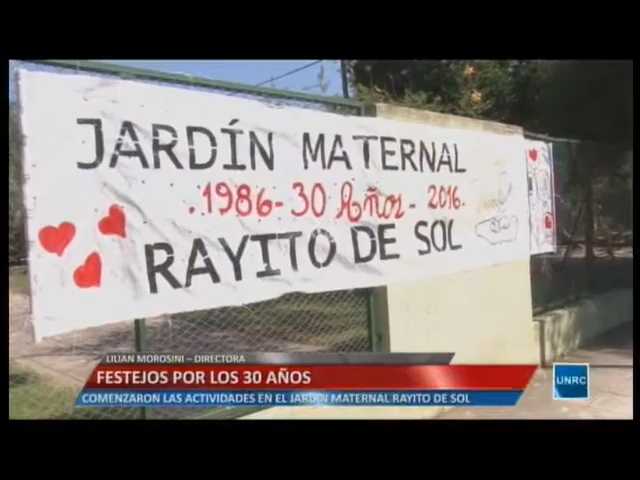 JARDÍN MATERNAL
.1986-30 Años-2016.
RAYITO DE SOL
LILIAN MOROSINI – DIRECTORA
FESTEJOS POR LOS 30 AÑOS
COMENZARON LAS ACTIVIDADES EN EL JARDÍN MATERNAL RAYITO DE SOL
UNRC